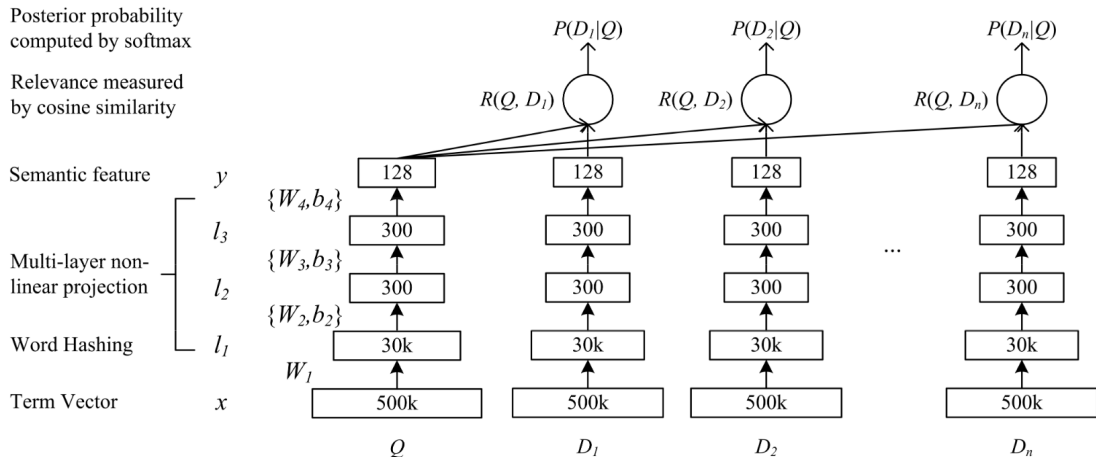 Posterior probability
computed by softmax
P(D₁|Q) P(D₂|Q) P(Dₙ|Q)
Relevance measured
by cosine similarity
R(Q, D₁) R(Q, D₂) R(Q, Dₙ)
Semantic feature y 128 128 128 128
{W₄,b₄}
l₃ 300 300 300 300
Multi-layer non-
linear projection
{W₃,b₃}
...
l₂ 300 300 300 300
{W₂,b₂}
Word Hashing l₁ 30k 30k 30k 30k
W₁
Term Vector x 500k 500k 500k 500k
Q D₁ D₂ Dₙ